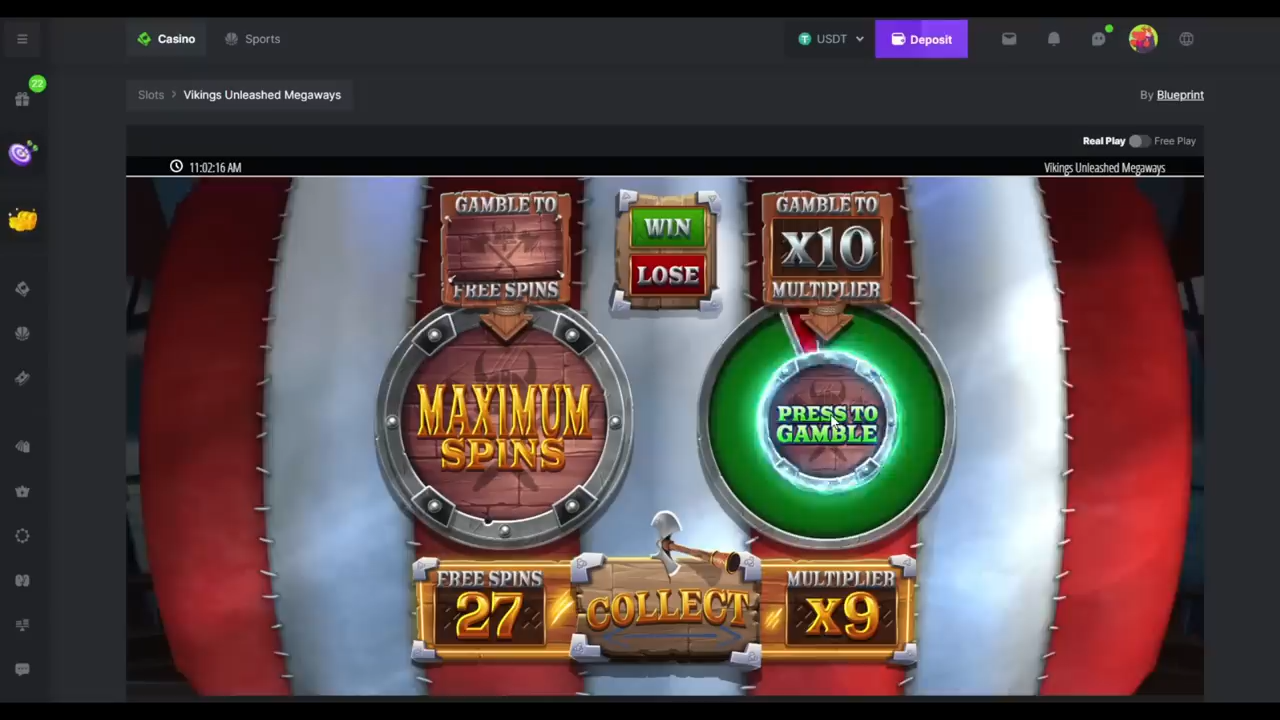 Casino
Sports
USDT
Deposit
22
Slots > Vikings Unleashed Megaways
By Blueprint
Real Play
Free Play
11:02:16 AM
Vikings Unleashed Megaways
GAMBLE TO
FREE SPINS
WIN
LOSE
GAMBLE TO
X10
MULTIPLIER
MAXIMUM
SPINS
PRESS TO
GAMBLE
FREE SPINS
27
COLLECT
MULTIPLIER
X9